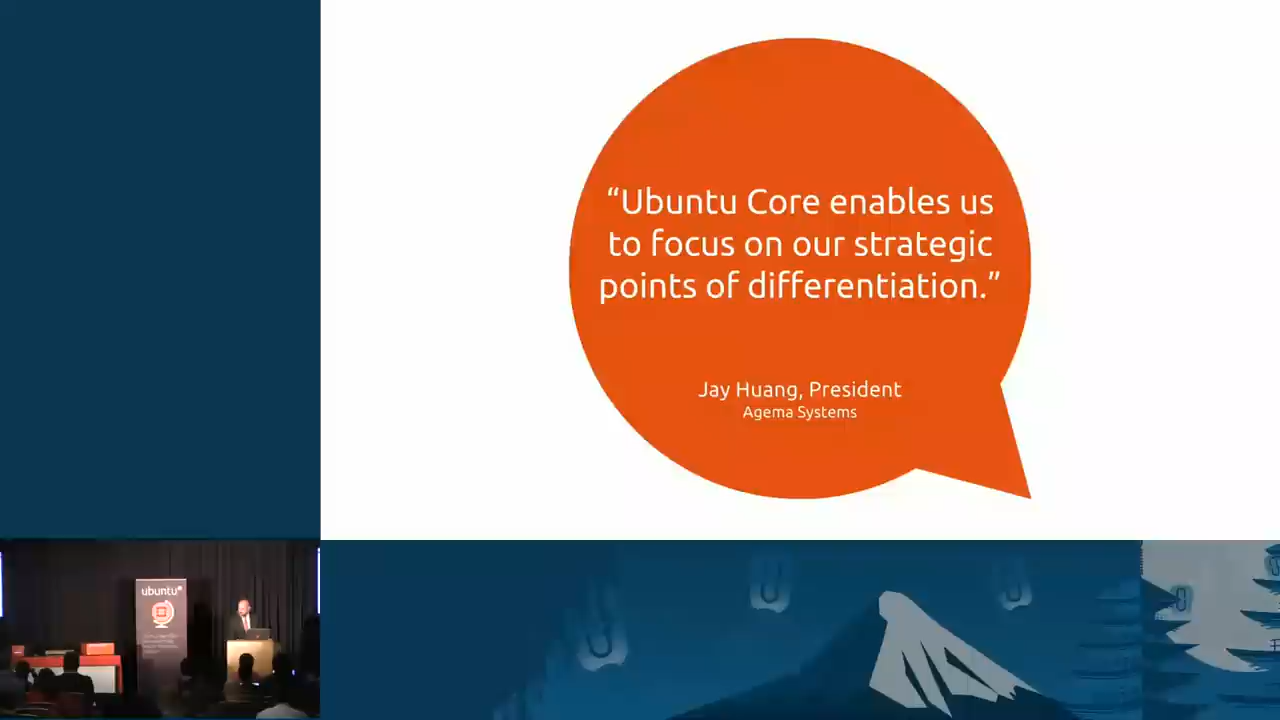 “Ubuntu Core enables us
to focus on our strategic
points of differentiation.”
Jay Huang, President
Agema Systems
ubuntu